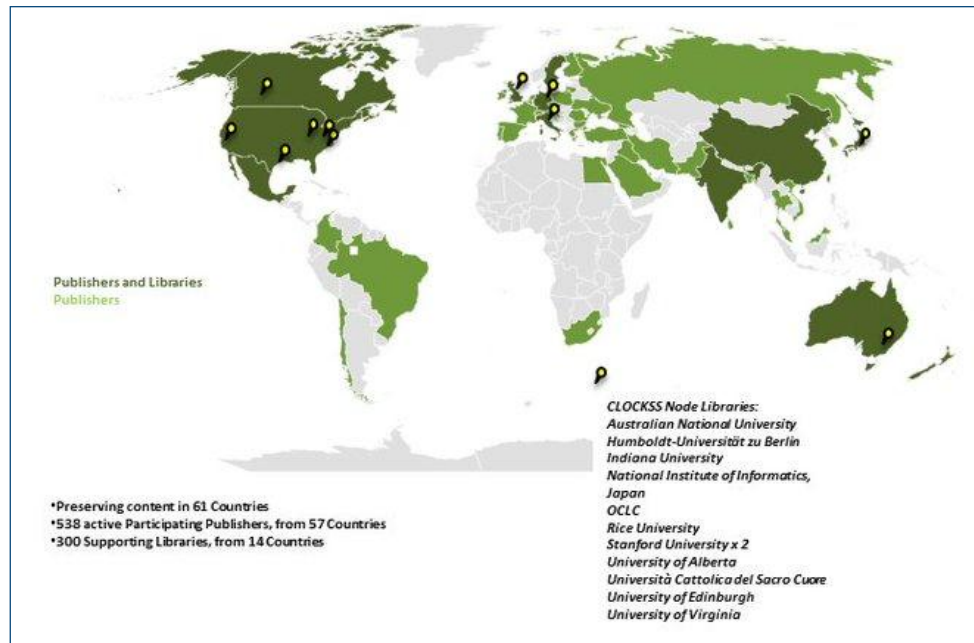 Publishers and Libraries
Publishers
•Preserving content in 61 Countries
•538 active Participating Publishers, from 57 Countries
•300 Supporting Libraries, from 14 Countries
CLOCKSS Node Libraries:
Australian National University
Humboldt-Universität zu Berlin
Indiana University
National Institute of Informatics,
Japan
OCLC
Rice University
Stanford University x 2
University of Alberta
Università Cattolica del Sacro Cuore
University of Edinburgh
University of Virginia